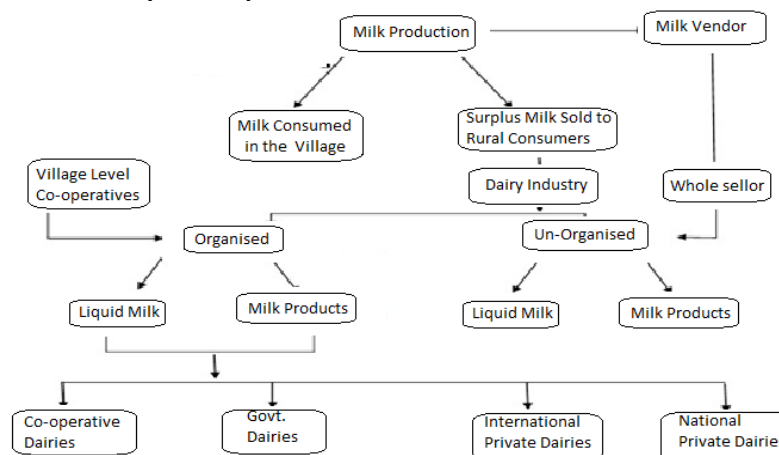 Milk Production
Milk Vendor
Milk Consumed
in the Village
Surplus Milk Sold to
Rural Consumers
Village Level
Co-operatives
Dairy Industry
Whole sellor
Organised
Un-Organised
Liquid Milk
Milk Products
Liquid Milk
Milk Products
Co-operative
Dairies
Govt.
Dairies
International
Private Dairies
National
Private Dairie